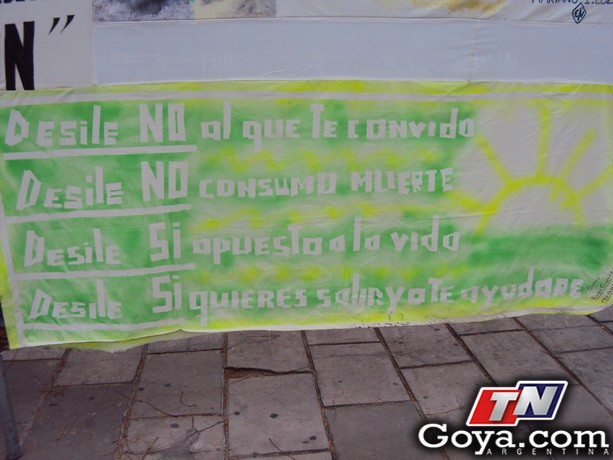 N"
Desile NO al que te convido
Desile NO consumo muerte
Desile Si apuesto a la vida
Desile Si quieres salir yo te ayudare
TN
Goya.com
ARGENTINA